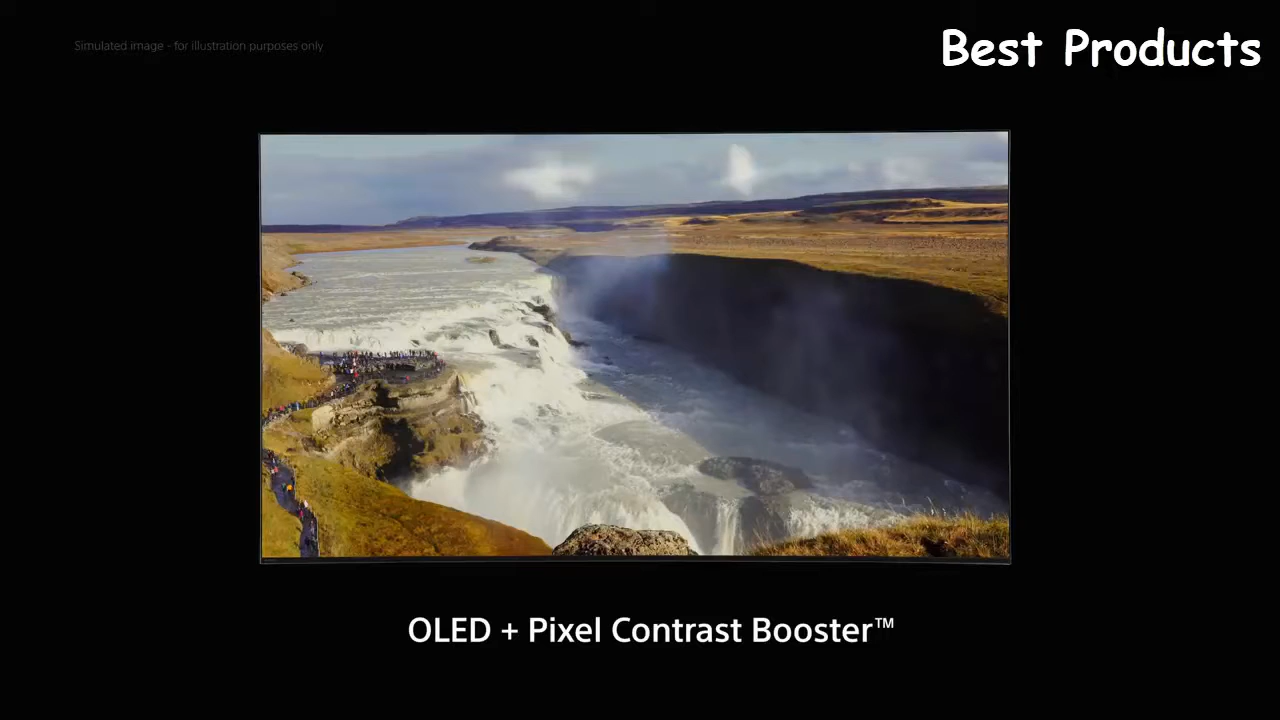 Simulated image - for illustration purposes only
Best Products
OLED + Pixel Contrast Booster™